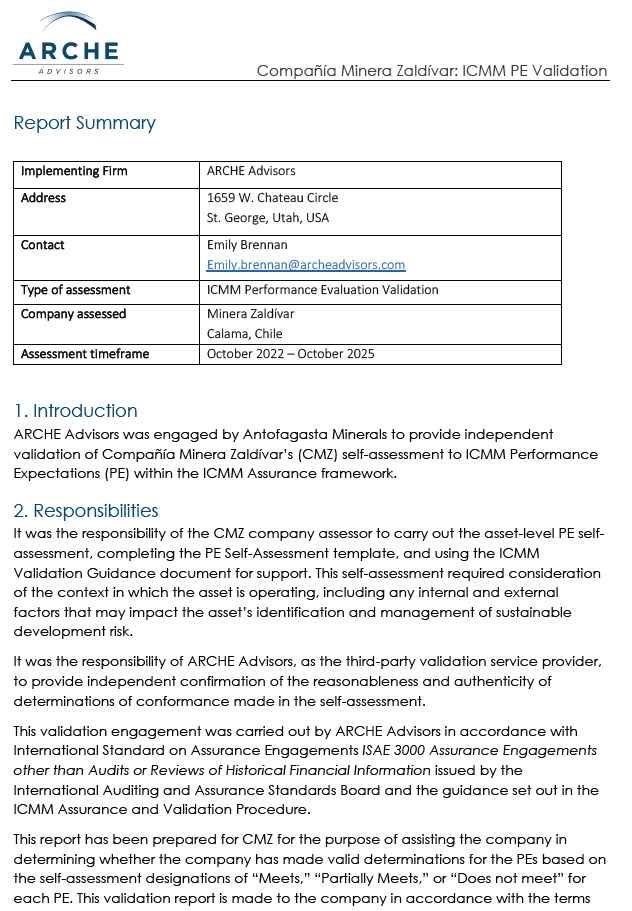 ARCHE
ADVISORS
Compañía Minera Zaldívar: ICMM PE Validation
Report Summary
Implementing Firm ARCHE Advisors
Address 1659 W. Chateau Circle
St. George, Utah, USA
Contact Emily Brennan
Emily.brennan@archeadvisors.com
Type of assessment ICMM Performance Evaluation Validation
Company assessed Minera Zaldívar
Calama, Chile
Assessment timeframe October 2022 – October 2025
1. Introduction
ARCHE Advisors was engaged by Antofagasta Minerals to provide independent
validation of Compañía Minera Zaldívar’s (CMZ) self-assessment to ICMM Performance
Expectations (PE) within the ICMM Assurance framework.
2. Responsibilities
It was the responsibility of the CMZ company assessor to carry out the asset-level PE self-
assessment, completing the PE Self-Assessment template, and using the ICMM
Validation Guidance document for support. This self-assessment required consideration
of the context in which the asset is operating, including any internal and external
factors that may impact the asset’s identification and management of sustainable
development risk.
It was the responsibility of ARCHE Advisors, as the third-party validation service provider,
to provide independent confirmation of the reasonableness and authenticity of
determinations of conformance made in the self-assessment.
This validation engagement was carried out by ARCHE Advisors in accordance with
International Standard on Assurance Engagements ISAE 3000 Assurance Engagements
other than Audits or Reviews of Historical Financial Information issued by the
International Auditing and Assurance Standards Board and the guidance set out in the
ICMM Assurance and Validation Procedure.
This report has been prepared for CMZ for the purpose of assisting the company in
determining whether the company has made valid determinations for the PEs based on
the self-assessment designations of “Meets,” “Partially Meets,” or “Does not meet” for
each PE. This validation report is made to the company in accordance with the terms